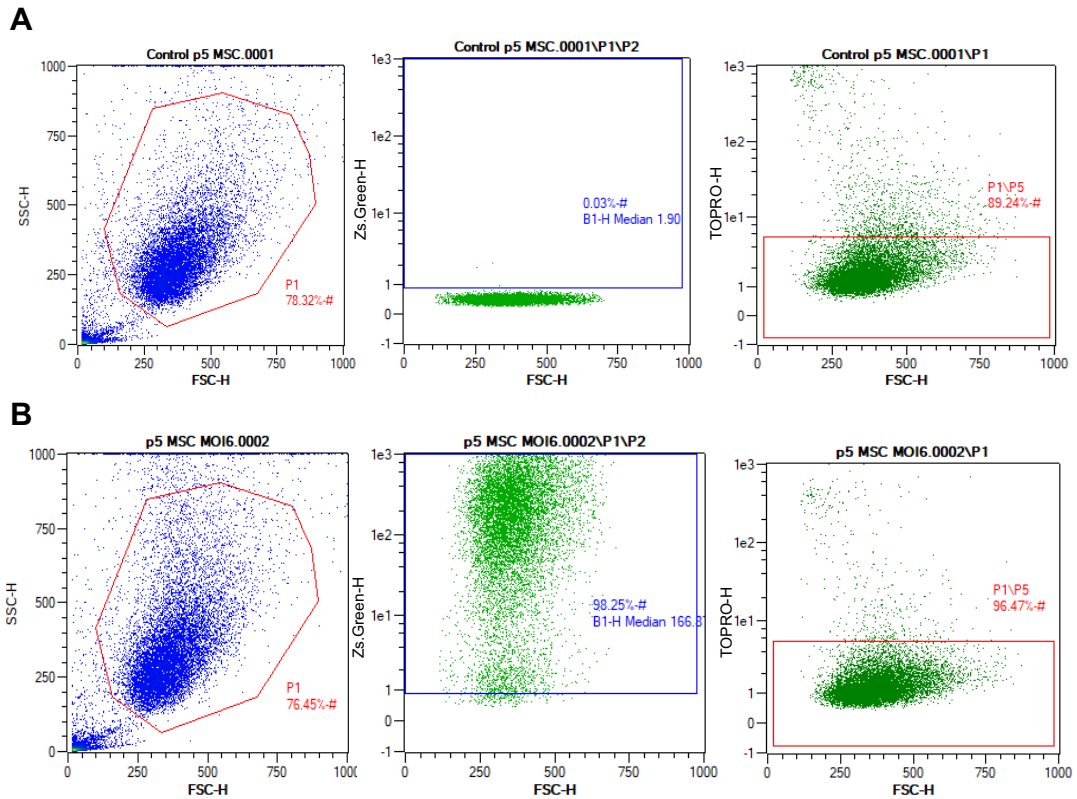 A
Control p5 MSC.0001
1000
750
500
250
0
SSC-H
0 250 500 750 1000
FSC-H
P1
78.32%-#
Control p5 MSC.0001\P1\P2
1e3
1e2
1e1
1
0
-1
Zs.Green-H
0 250 500 750 1000
FSC-H
0.03%-#
B1-H Median 1.90
Control p5 MSC.0001\P1
1e3
1e2
1e1
1
0
-1
TOPRO-H
0 250 500 750 1000
FSC-H
P1\P5
89.24%-#
B
p5 MSC MOI6.0002
1000
750
500
250
0
SSC-H
0 250 500 750 100
FSC-H
P1
76.45%-#
p5 MSC MOI6.0002\P1\P2
1e3
1e2
1e1
1
0
-1
Zs.Green-H
0 250 500 750 1000
FSC-H
98.25%-#
B1-H Median 166.8
p5 MSC MOI6.0002\P1
1e3
1e2
1e1
1
0
-1
TOPRO-H
0 250 500 750 1000
FSC-H
P1\P5
96.47%-#